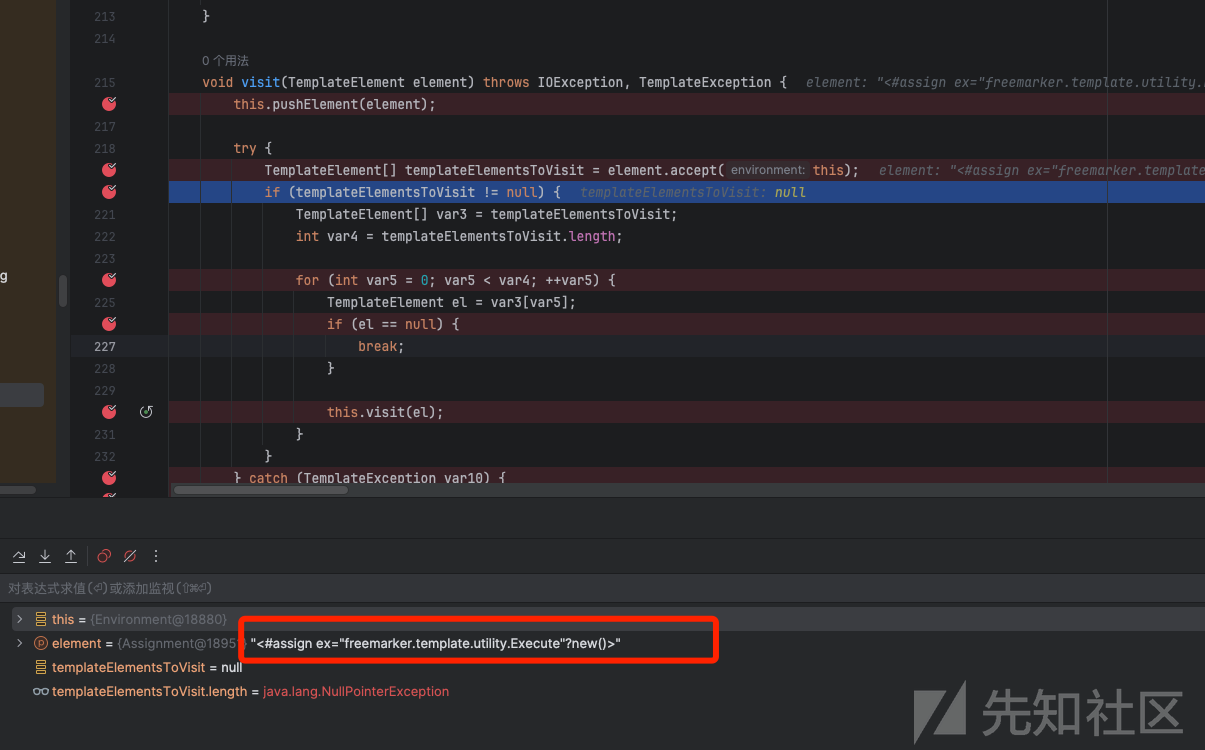 213 }
214
0 个用法
215 void visit(TemplateElement element) throws IOException, TemplateException { element: "<#assign ex="freemarker.template.utility.
this.pushElement(element);
217
218 try {
TemplateElement[] templateElementsToVisit = element.accept( environment: this); element: "<#assign ex="freemarker.template
if (templateElementsToVisit != null) { templateElementsToVisit: null
221 TemplateElement[] var3 = templateElementsToVisit;
222 int var4 = templateElementsToVisit.length;
223
g
for (int var5 = 0; var5 < var4; ++var5) {
225 TemplateElement el = var3[var5];
if (el == null) {
227 break;
228 }
229
this.visit(el);
231 }
232 }
} catch (TemplateException var10) {
对表达式求值(⏎)或添加监视(⇧⌘⏎)
this = {Environment@18880}
element = {Assignment@1895 "<#assign ex="freemarker.template.utility.Execute"?new()>"
templateElementsToVisit = null
templateElementsToVisit.length = java.lang.NullPointerException
先知社区